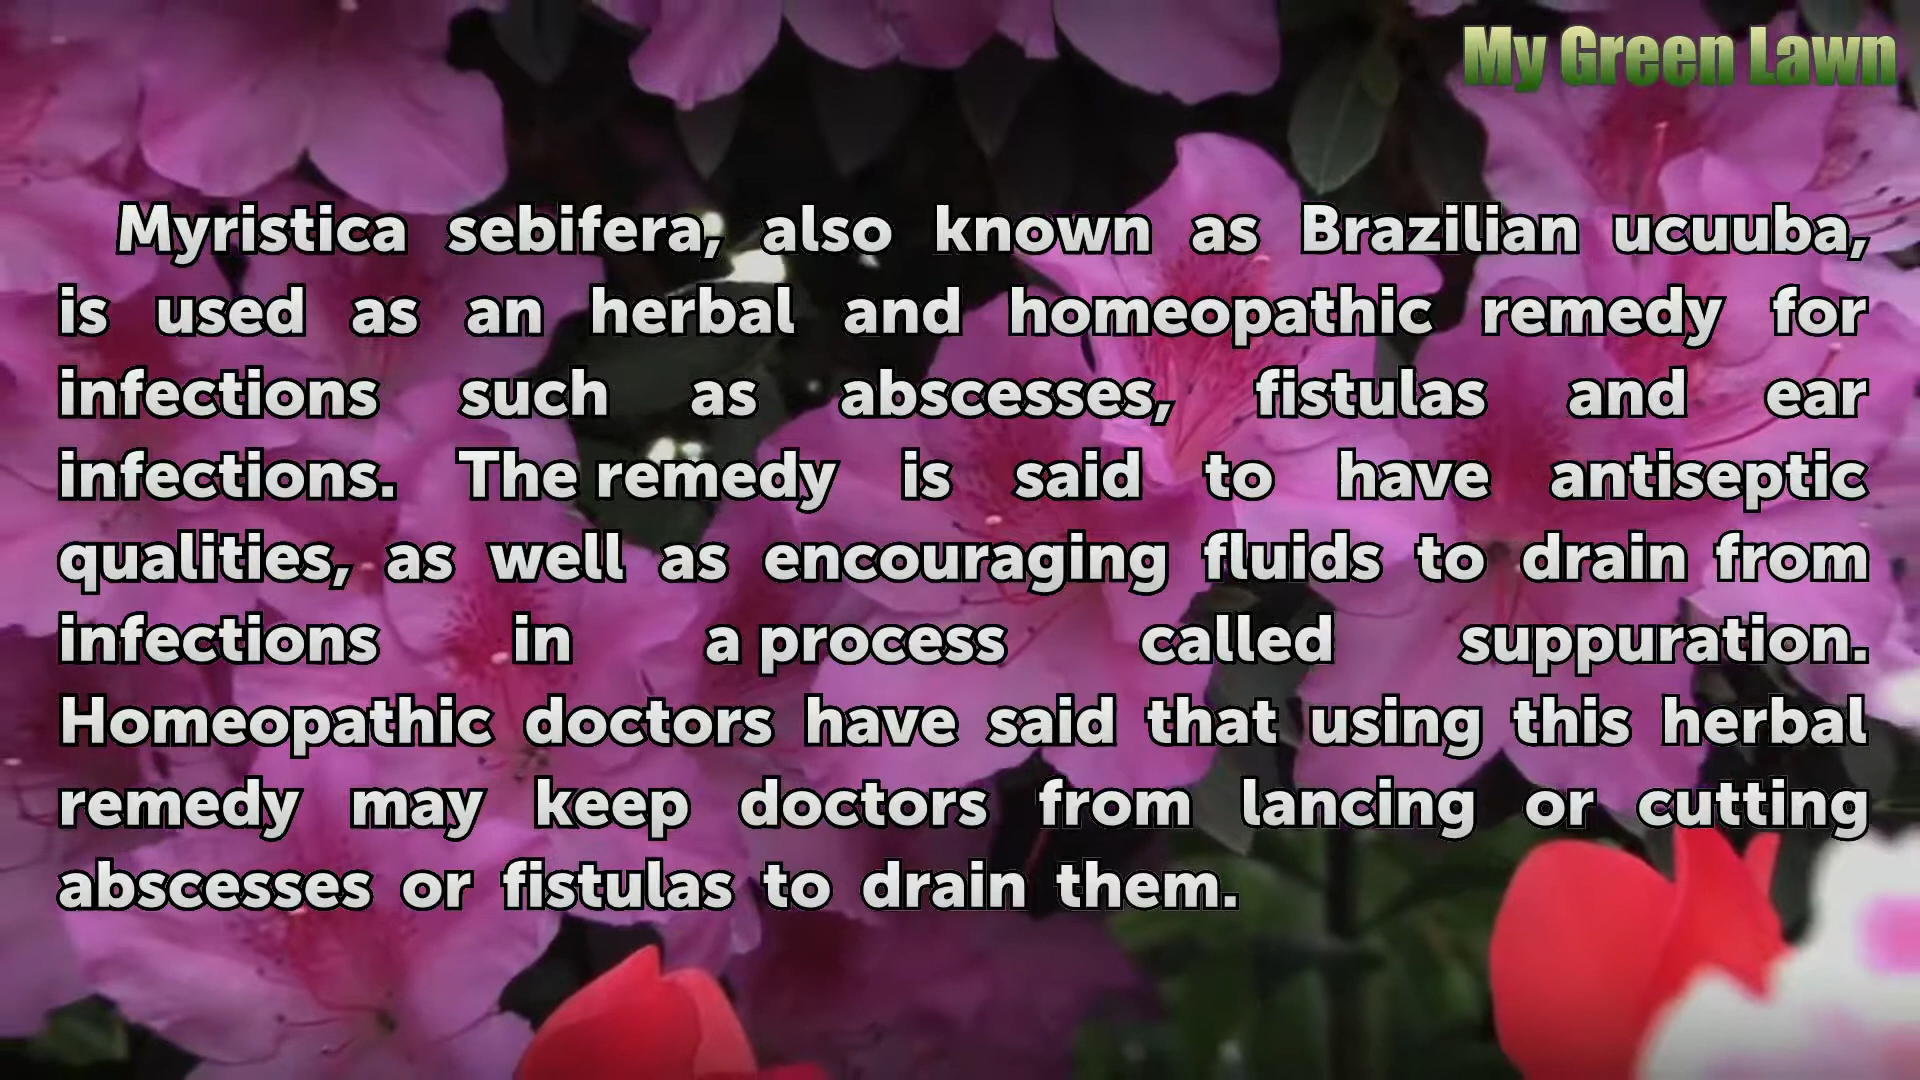 My Green Lawn
Myristica sebifera, also known as Brazilian ucuuba,
is used as an herbal and homeopathic remedy for
infections such as abscesses, fistulas and ear
infections. The remedy is said to have antiseptic
qualities, as well as encouraging fluids to drain from
infections in a process called suppuration.
Homeopathic doctors have said that using this herbal
remedy may keep doctors from lancing or cutting
abscesses or fistulas to drain them.